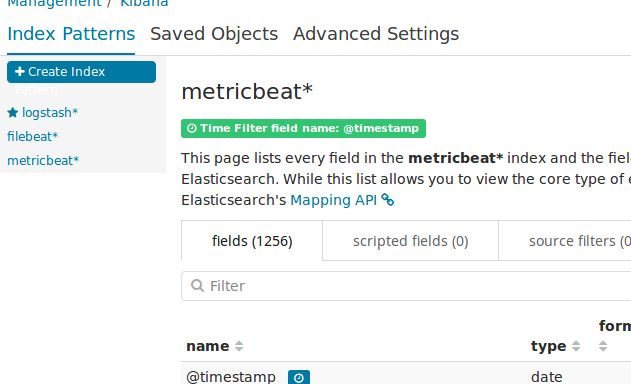 Management / Kibana
Index Patterns Saved Objects Advanced Settings
Create Index
Pattern
logstash*
filebeat*
metricbeat*
metricbeat*
Time Filter field name: @timestamp
This page lists every field in the metricbeat* index and the fiel
Elasticsearch. While this list allows you to view the core type of e
Elasticsearch's Mapping API
fields (1256) scripted fields (0) source filters (0
Filter
name type form
@timestamp date